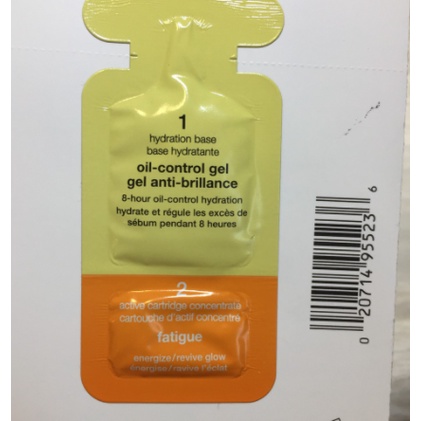 1
hydration base
base hydratante
oil-control gel
gel anti-brillance
8-hour oil-control hydration
hydrate et régule les excès de
sébum pendant 8 heures
2
active cartridge concentrate
cartouche d'actif concentré
fatigue
energize/revive glow
énergise/revive l'éclat
0 20714 95523 6